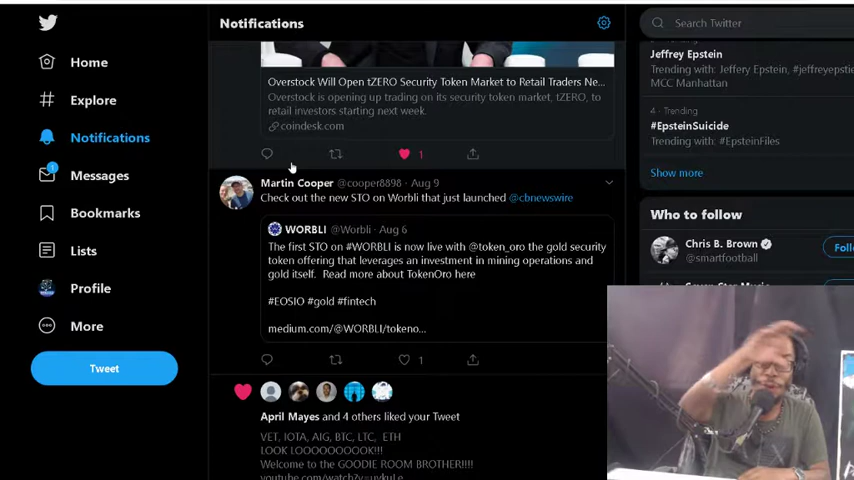 Home
Explore
Notifications
1
Messages
Bookmarks
Lists
Profile
More
Tweet
Notifications
Overstock Will Open tZERO Security Token Market to Retail Traders Ne...
Overstock is opening up trading on its security token market, tZERO, to
retail investors starting next week.
coindesk.com
1
Martin Cooper @cooper8898 · Aug 9
Check out the new STO on Worbli that just launched @cbnewswire
WORBLI @Worbli · Aug 6
The first STO on #WORBLI is now live with @token_oro the gold security
token offering that leverages an investment in mining operations and
gold itself. Read more about TokenOro here
#EOSIO #gold #fintech
medium.com/@WORBLI/tokeno...
1
April Mayes and 4 others liked your Tweet
VET, IOTA, AIG, BTC, LTC, ETH
LOOK LOOOOOOOOK!!!
Welcome to the GOODIE ROOM BROTHER!!!!
Search Twitter
Jeffrey Epstein
Trending with: Jeffery Epstein, #jeffreyepstie
MCC Manhattan
4 · Trending
#EpsteinSuicide
Trending with: #EpsteinFiles
Show more
Who to follow
Chris B. Brown
@smartfootball
Follo